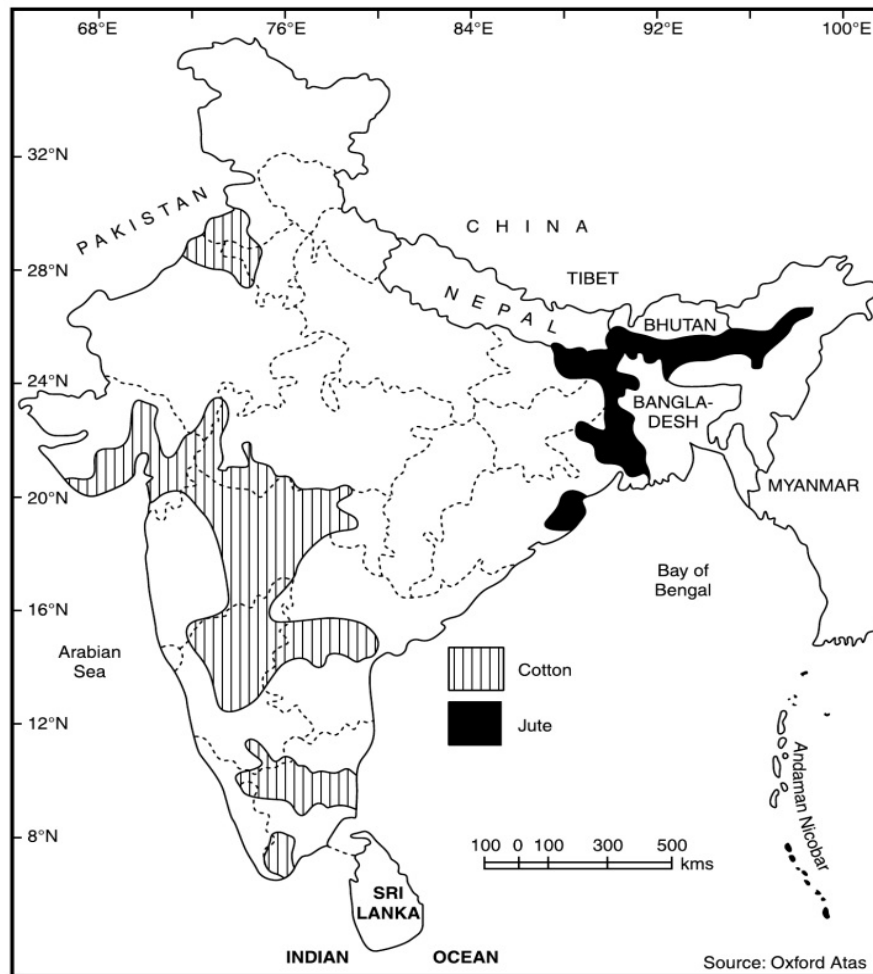 68°E 76°E 84°E 92°E 100°E
32°N
PAKISTAN
CHINA
28°N
TIBET
NEPAL
BHUTAN
24°N
BANGLA-
DESH
20°N
MYANMAR
Bay of
Bengal
16°N
Arabian
Sea
Cotton
Jute
12°N
Andaman Nicobar
8°N
100 0 100 300 500
kms
SRI
LANKA
INDIAN OCEAN
Source: Oxford Atas